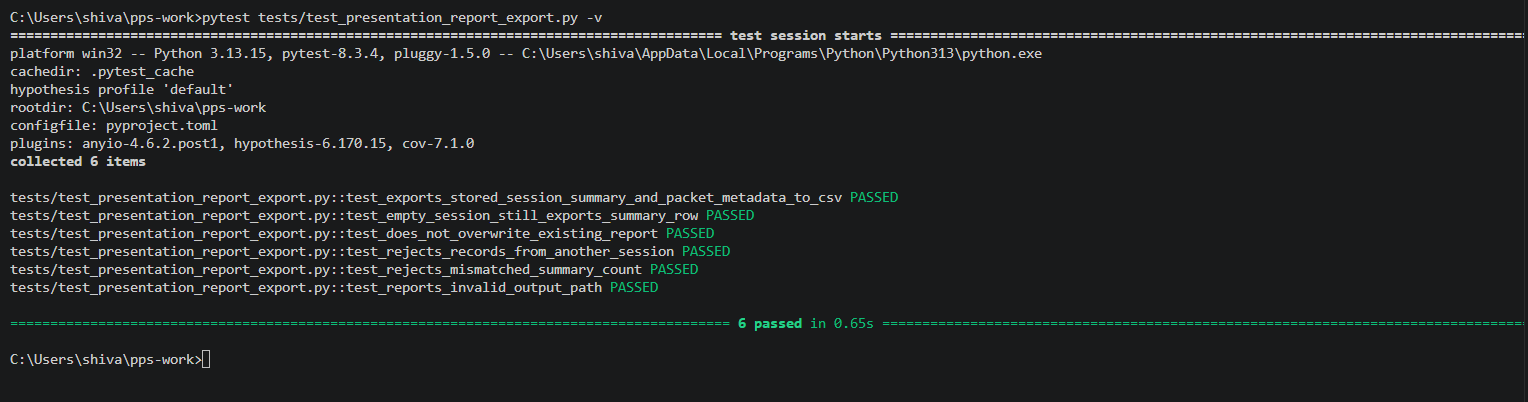 C:\Users\shiva\pps-work>pytest tests/test_presentation_report_export.py -v
========================================================================================= test session starts ================================================================================
platform win32 -- Python 3.13.15, pytest-8.3.4, pluggy-1.5.0 -- C:\Users\shiva\AppData\Local\Programs\Python\Python313\python.exe
cachedir: .pytest_cache
hypothesis profile 'default'
rootdir: C:\Users\shiva\pps-work
configfile: pyproject.toml
plugins: anyio-4.6.2.post1, hypothesis-6.170.15, cov-7.1.0
collected 6 items

tests/test_presentation_report_export.py::test_exports_stored_session_summary_and_packet_metadata_to_csv PASSED
tests/test_presentation_report_export.py::test_empty_session_still_exports_summary_row PASSED
tests/test_presentation_report_export.py::test_does_not_overwrite_existing_report PASSED
tests/test_presentation_report_export.py::test_rejects_records_from_another_session PASSED
tests/test_presentation_report_export.py::test_rejects_mismatched_summary_count PASSED
tests/test_presentation_report_export.py::test_reports_invalid_output_path PASSED

========================================================================================== 6 passed in 0.65s =================================================================================

C:\Users\shiva\pps-work>